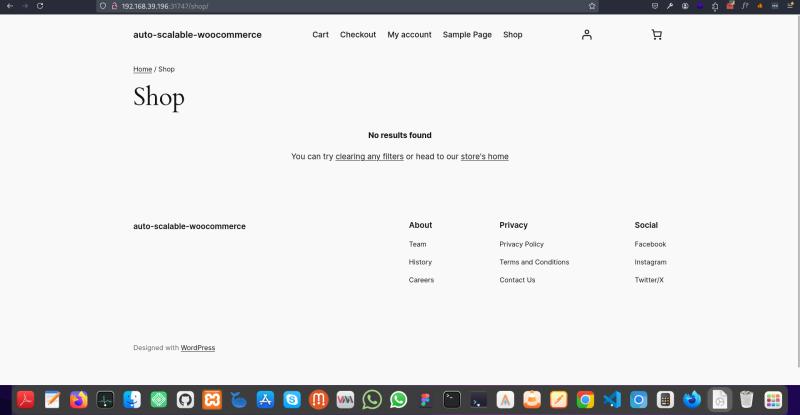 192.168.39.196:31747/shop/
auto-scalable-woocommerce
Cart Checkout My account Sample Page Shop
Home / Shop
Shop
No results found
You can try clearing any filters or head to our store's home
auto-scalable-woocommerce
About Privacy Social
Team Privacy Policy Facebook
History Terms and Conditions Instagram
Careers Contact Us Twitter/X
Designed with WordPress